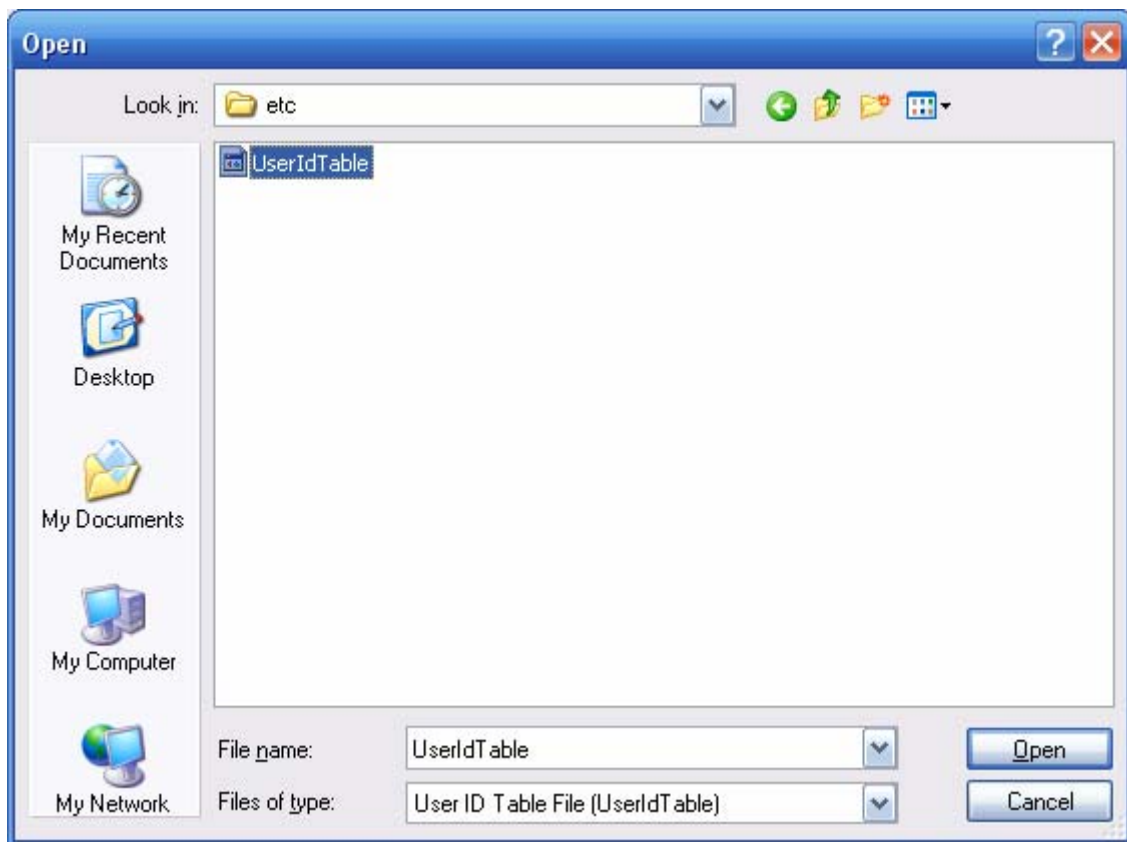 Open
Look in:
etc
UserIdTable
My Recent
Documents
Desktop
My Documents
My Computer
My Network
File name:
UserIdTable
Open
Files of type:
User ID Table File (UserIdTable)
Cancel